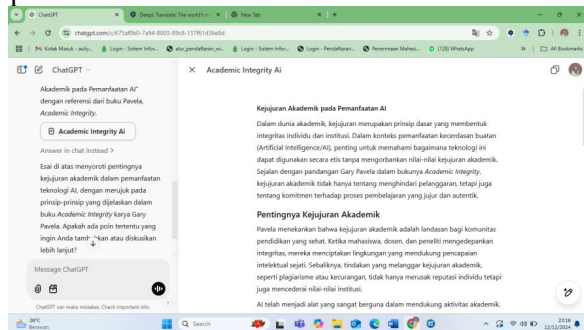 ChatGPT
DeepL Translate: The world's m
New Tab
chatgpt.com/c/675af0b0-7a94-8003-89c8-137f61d36e8d
Kotak Masuk - auliy...
Login - Sistem Infor...
atur_pendaftaran_wi...
Login - Sistem Infor...
Login - Pendaftaran...
Penerimaan Mahasi...
(128) WhatsApp
All Bookmarks
ChatGPT
Akademik pada Pemanfaatan AI"
dengan referensi dari buku Pavela,
Academic Integrity.
Academic Integrity Ai
Answer in chat instead
Esai di atas menyoroti pentingnya
kejujuran akademik dalam pemanfaatan
teknologi AI, dengan merujuk pada
prinsip-prinsip yang dijelaskan dalam
buku Academic Integrity karya Gary
Pavela. Apakah ada poin tertentu yang
ingin Anda tambahkan atau diskusikan
lebih lanjut?
Message ChatGPT
ChatGPT can make mistakes. Check important info.
?
Academic Integrity Ai
Kejujuran Akademik pada Pemanfaatan AI
Dalam dunia akademik, kejujuran merupakan prinsip dasar yang membentuk
integritas individu dan institusi. Dalam konteks pemanfaatan kecerdasan buatan
(Artificial Intelligence/AI), penting untuk memahami bagaimana teknologi ini
dapat digunakan secara etis tanpa mengorbankan nilai-nilai kejujuran akademik.
Sejalan dengan pandangan Gary Pavela dalam bukunya Academic Integrity,
kejujuran akademik tidak hanya tentang menghindari pelanggaran, tetapi juga
tentang komitmen terhadap proses pembelajaran yang jujur dan autentik.
Pentingnya Kejujuran Akademik
Pavela menekankan bahwa kejujuran akademik adalah landasan bagi komunitas
pendidikan yang sehat. Ketika mahasiswa, dosen, dan peneliti mengedepankan
integritas, mereka menciptakan lingkungan yang mendukung pencapaian
intelektual sejati. Sebaliknya, tindakan yang melanggar kejujuran akademik,
seperti plagiarisme atau kecurangan, tidak hanya merusak reputasi individu tetapi
juga mencederai nilai-nilai institusi.
AI telah menjadi alat yang sangat berguna dalam mendukung aktivitas akademik.
26°C
Berawan
Search
23:16
12/12/2024